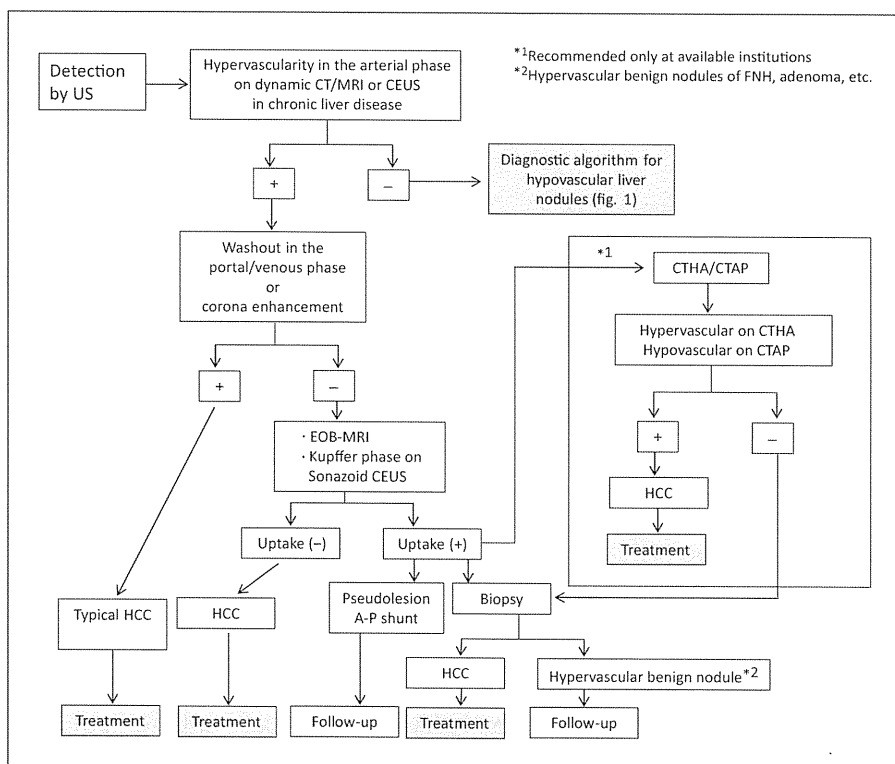 Detection
by US
Hypervascularity in the arterial phase
on dynamic CT/MRI or CEUS
in chronic liver disease
*1Recommended only at available institutions
*2Hypervascular benign nodules of FNH, adenoma, etc.
+
–
Diagnostic algorithm for
hypovascular liver
nodules (fig. 1)
Washout in the
portal/venous phase
or
corona enhancement
+
–
· EOB-MRI
· Kupffer phase on
Sonazoid CEUS
Uptake (–)
Uptake (+)
*1
CTHA/CTAP
Hypervascular on CTHA
Hypovascular on CTAP
+
–
HCC
Treatment
Typical HCC
HCC
Pseudolesion
A-P shunt
Biopsy
HCC
Hypervascular benign nodule*2
Treatment
Treatment
Follow-up
Treatment
Follow-up